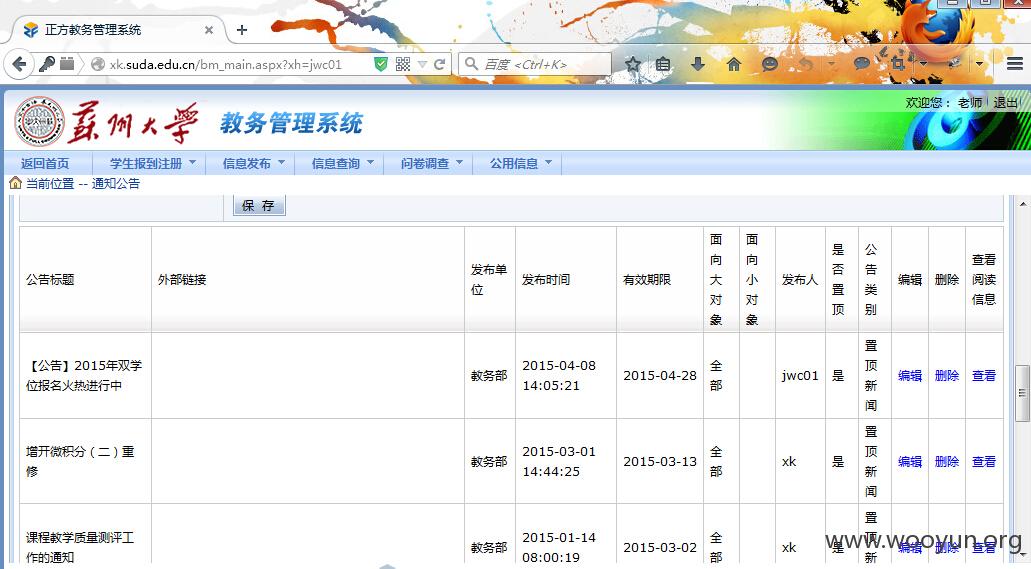 正方教务管理系统
xk.suda.edu.cn/bm_main.aspx?xh=jwc01
百度 <Ctrl+K>
蘇州大学 教务管理系统
欢迎您： 老师 退出
返回首页 学生报到注册 信息发布 信息查询 问卷调查 公用信息
当前位置 -- 通知公告
保 存
公告标题
外部链接
发布单
位
发布时间
有效期限
面
向
大
对
象
面
向
小
对
象
发布人
是
否
置
顶
公
告
类
别
编辑
删除
查看
阅读
信息
【公告】2015年双学
位报名火热进行中
教务部
2015-04-08
14:05:21
2015-04-28
全
部
jwc01
是
置
顶
新
闻
编辑
删除
查看
增开微积分（二）重
修
教务部
2015-03-01
14:44:25
2015-03-13
全
部
xk
是
置
顶
新
闻
编辑
删除
查看
课程教学质量测评工
作的通知
教务部
2015-01-14
08:00:19
2015-03-02
全
部
xk
是
置
顶
新
编辑
删除
查看
www.wooyun.org